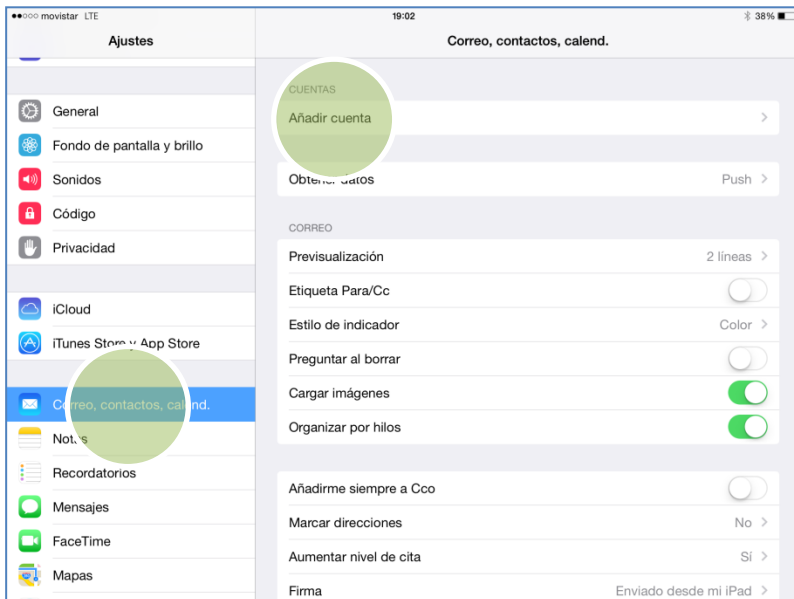 movistar LTE
19:02
38%
Ajustes
General
Fondo de pantalla y brillo
Sonidos
Código
Privacidad
iCloud
iTunes Store y App Store
Correo, contactos, calend.
Notas
Recordatorios
Mensajes
FaceTime
Mapas
Correo, contactos, calend.
CUENTAS
Añadir cuenta
Obtener datos Push
CORREO
Previsualización 2 líneas
Etiqueta Para/Cc
Estilo de indicador Color
Preguntar al borrar
Cargar imágenes
Organizar por hilos
Añadirme siempre a Cco
Marcar direcciones No
Aumentar nivel de cita Sí
Firma Enviado desde mi iPad